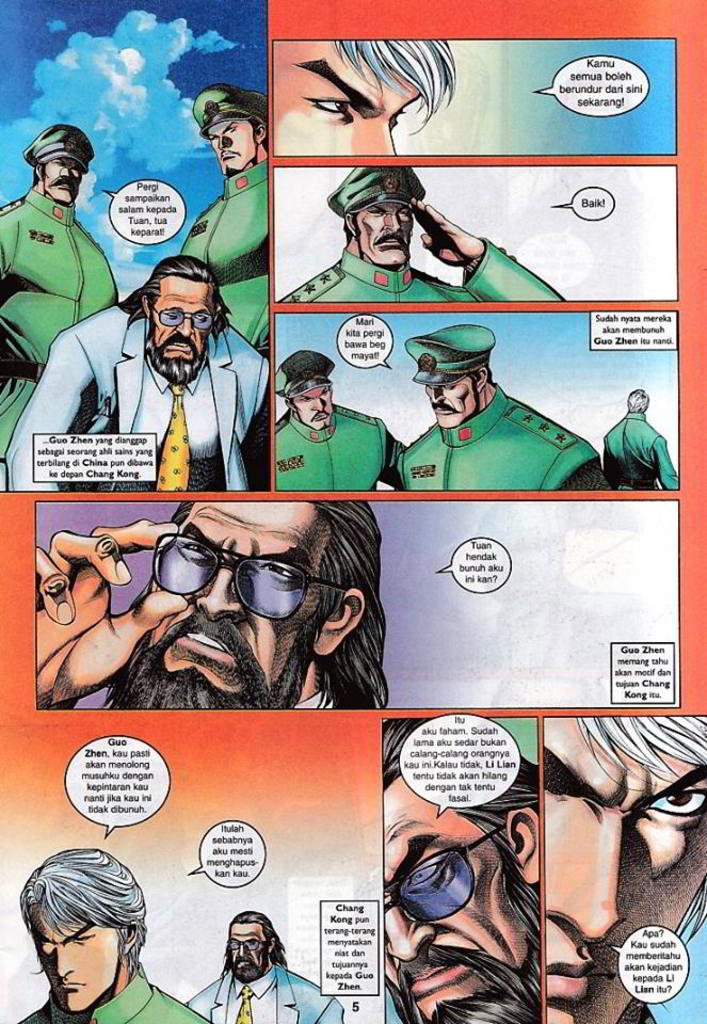 Pergi
sampaikan
salam kepada
Tuan, tua
keparat!
...Guo Zhen yang dianggap
sebagai seorang ahli sains yang
terbilang di China pun dibawa
ke depan Chang Kong.
Kamu
semua boleh
berundur dari sini
sekarang!
Baik!
Mari
kita pergi
bawa beg
mayat!
Sudah nyata mereka
akan membunuh
Guo Zhen itu nanti.
Tuan
hendak
bunuh aku
ini kan?
Guo Zhen
memang tahu
akan motif dan
tujuan Chang
Kong itu.
Guo
Zhen, kau pasti
akan menolong
musuhku dengan
kepintaran kau
nanti jika kau ini
tidak dibunuh.
Itulah
sebabnya
aku mesti
menghapus-
kan kau.
Chang
Kong pun
terang-terang
menyatakan
niat dan
tujuannya
kepada Guo
Zhen.
Itu
aku faham. Sudah
lama aku sedar bukan
calang-calang orangnya
kau ini.Kalau tidak, Li Lian
tentu tidak akan hilang
dengan tak tentu
fasal.
Apa?
Kau sudah
memberitahu
akan kejadian
kepada Li
Lian itu?
5